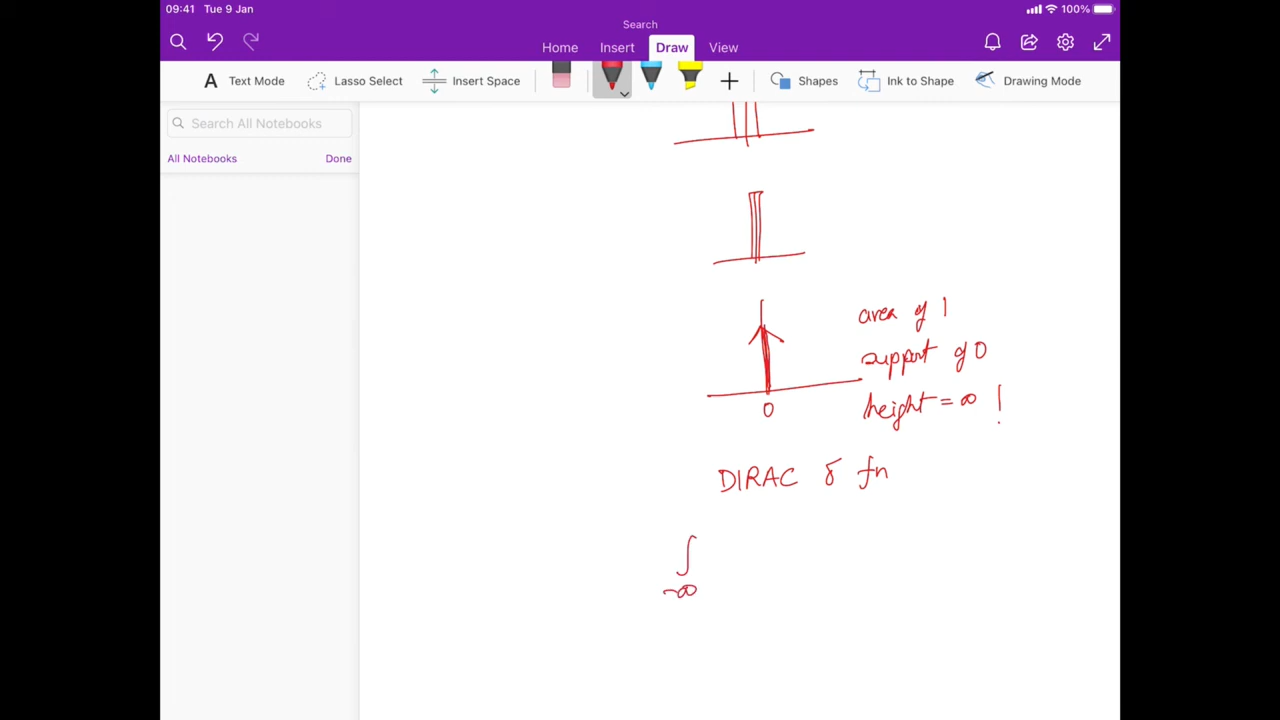 09:41 Tue 9 Jan
100%
Search
Home Insert Draw View
Text Mode Lasso Select Insert Space Shapes Ink to Shape Drawing Mode
Search All Notebooks
All Notebooks Done
area of 1
support of 0
height = ∞ !
0
DIRAC δ fn
∫
-∞